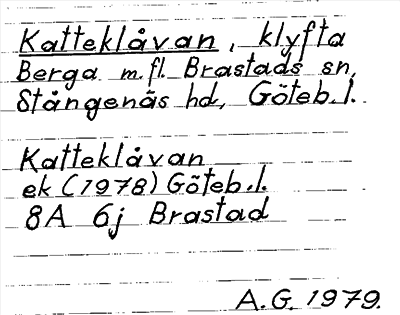 Katteklåvan, klyfta
Berga m.fl. Brastads sn,
Stångenäs hd, Göteb.l.
Katteklåvan
ek (1978) Göteb.l.
8A 6j Brastad
A.G. 1979.